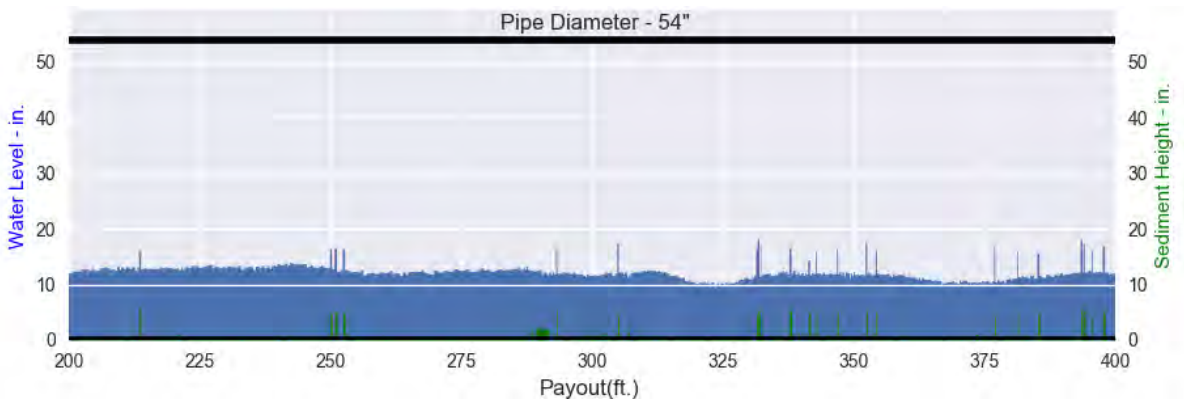 Pipe Diameter - 54"
Water Level - in.
50
40
30
20
10
0
50
40
30
20
10
0
Sediment Height - in.
200 225 250 275 300 325 350 375 400
Payout(ft.)